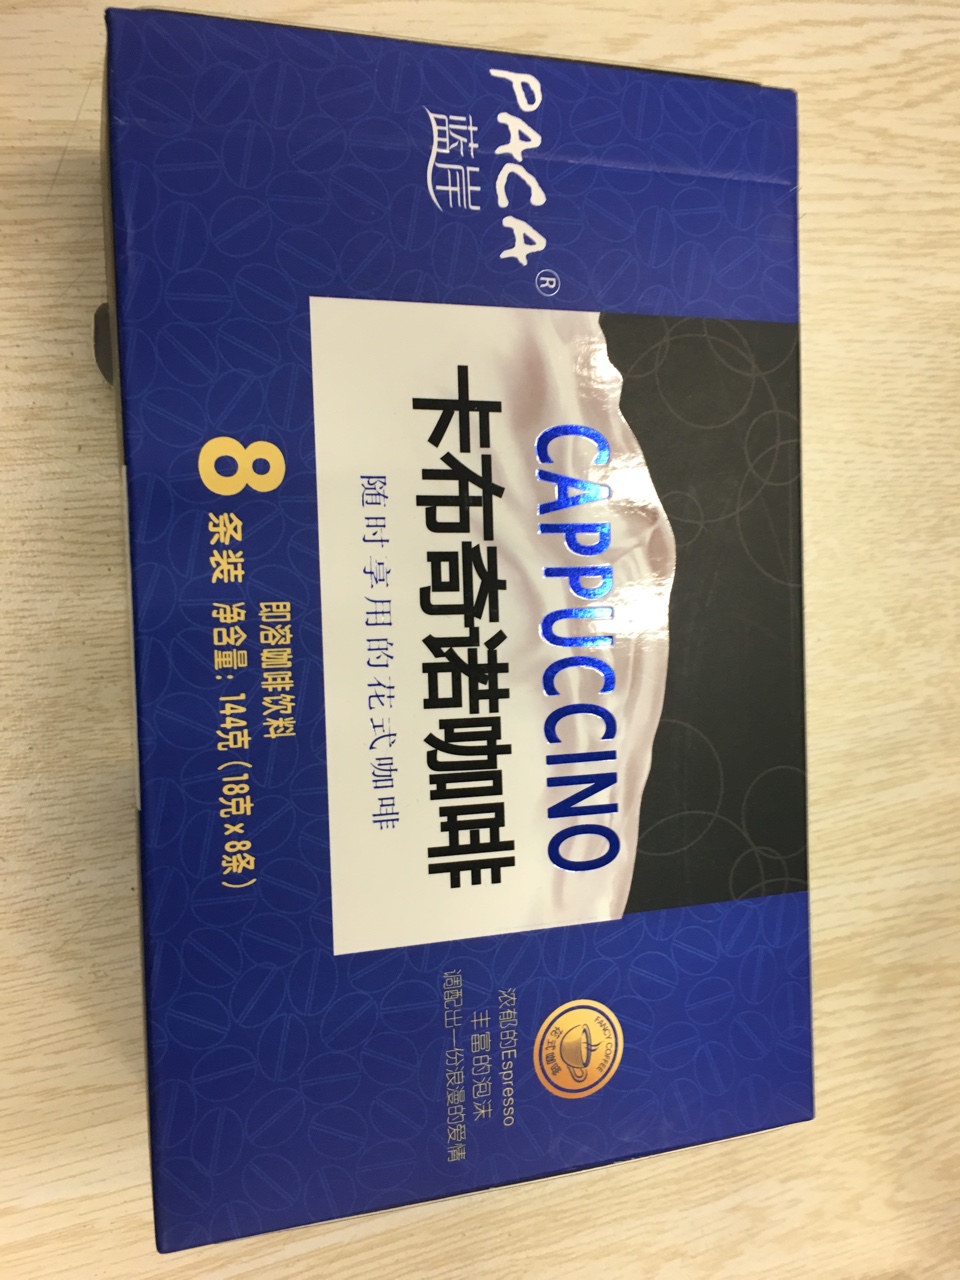 PACA®
蓝岸
CAPPUCCINO
卡布奇诺咖啡
随时享用的花式咖啡
FANCY COFFEE
花式咖啡
浓郁的Espresso
丰富的泡沫
调配出一份浪漫的爱情
即溶咖啡饮料
8条装 净含量：144克（18克x8条）